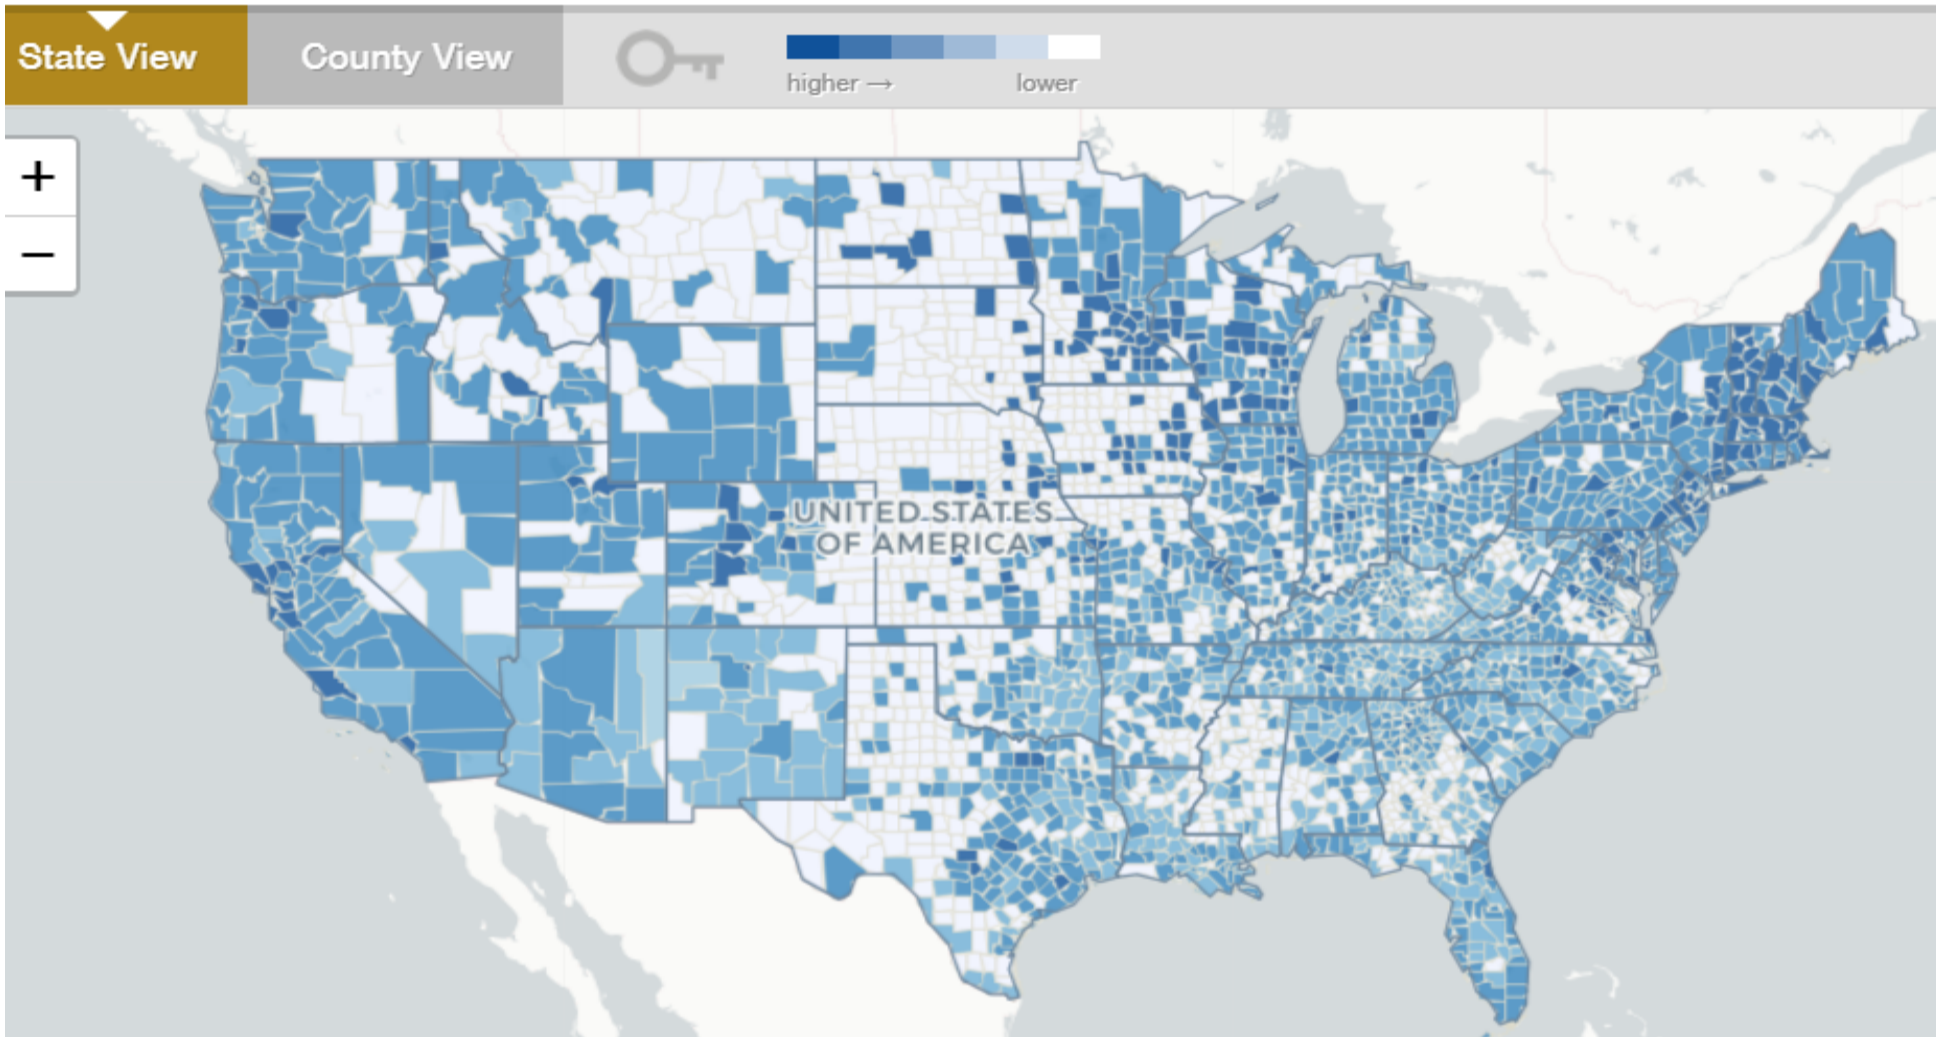 State View
County View
higher → lower
+
−
UNITED STATES
OF AMERICA